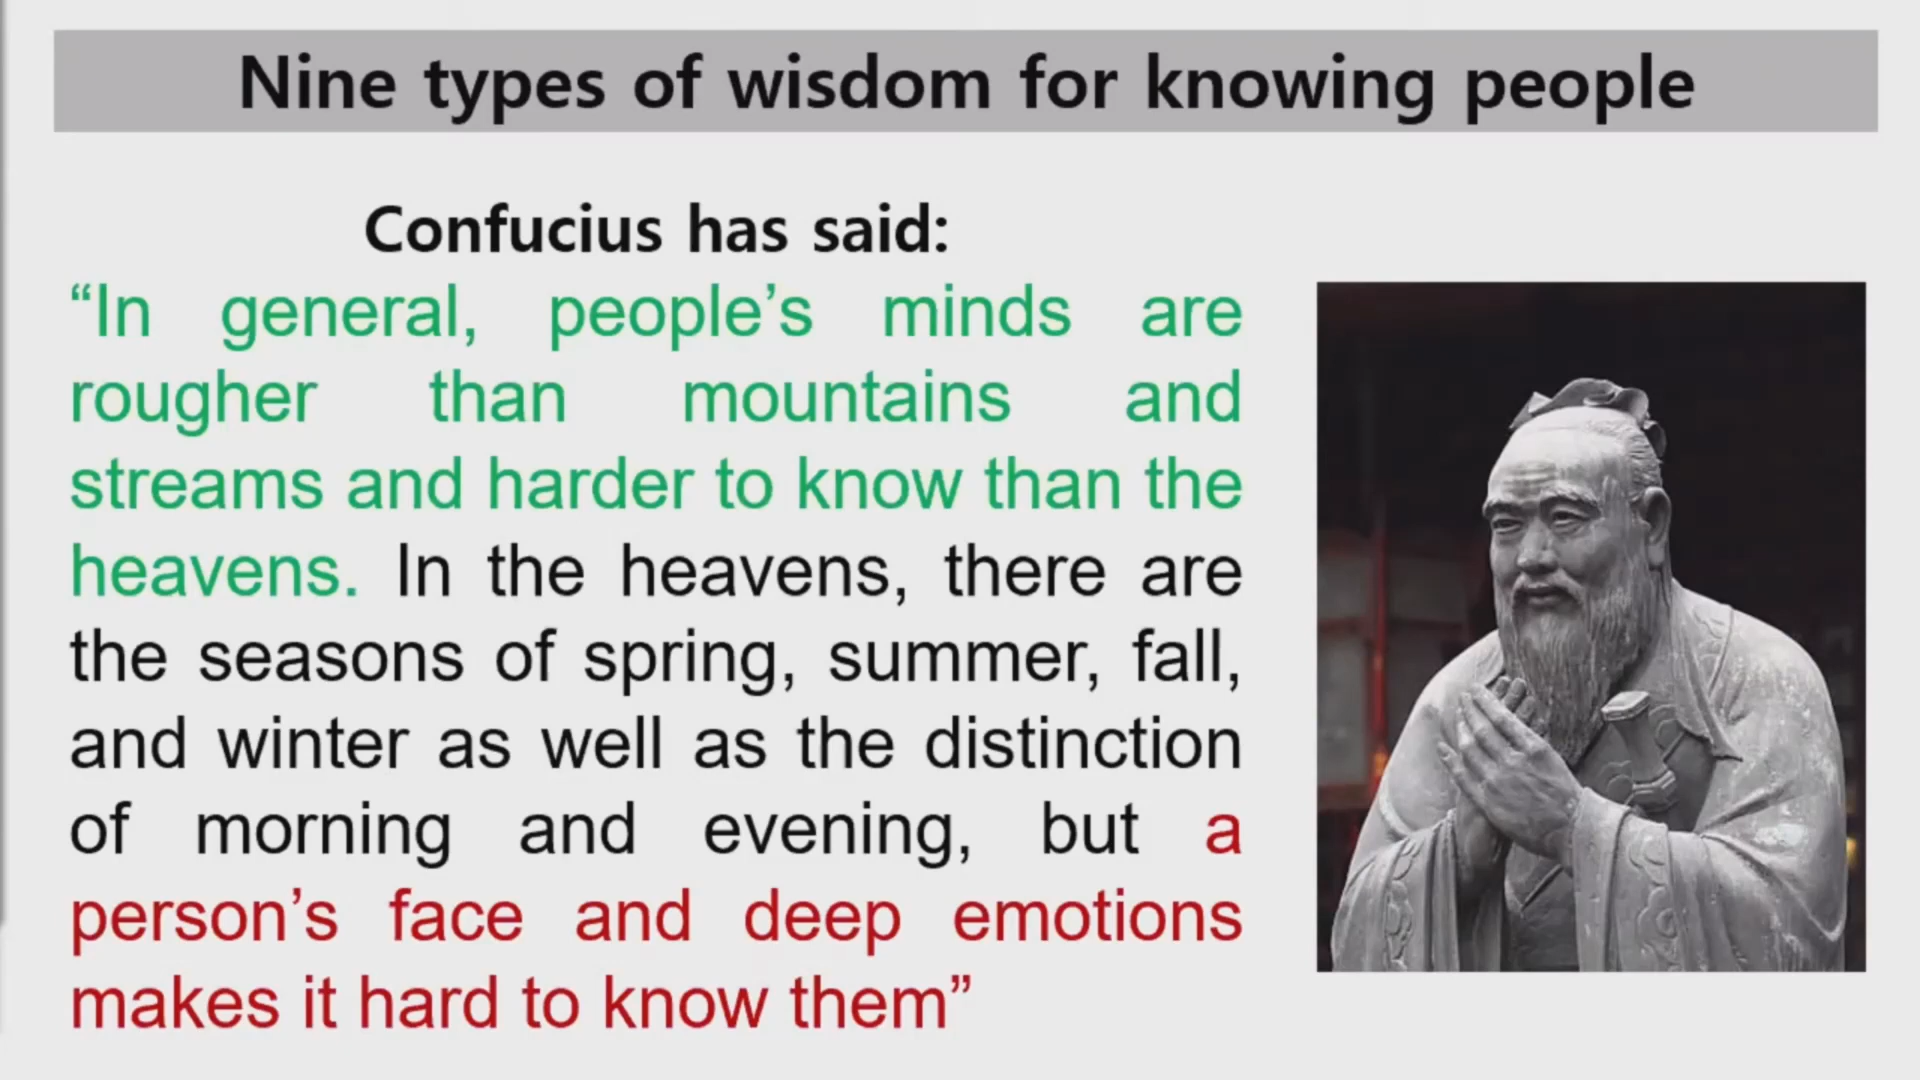 Nine types of wisdom for knowing people
Confucius has said:
“In general, people’s minds are
rougher than mountains and
streams and harder to know than the
heavens. In the heavens, there are
the seasons of spring, summer, fall,
and winter as well as the distinction
of morning and evening, but a
person’s face and deep emotions
makes it hard to know them”